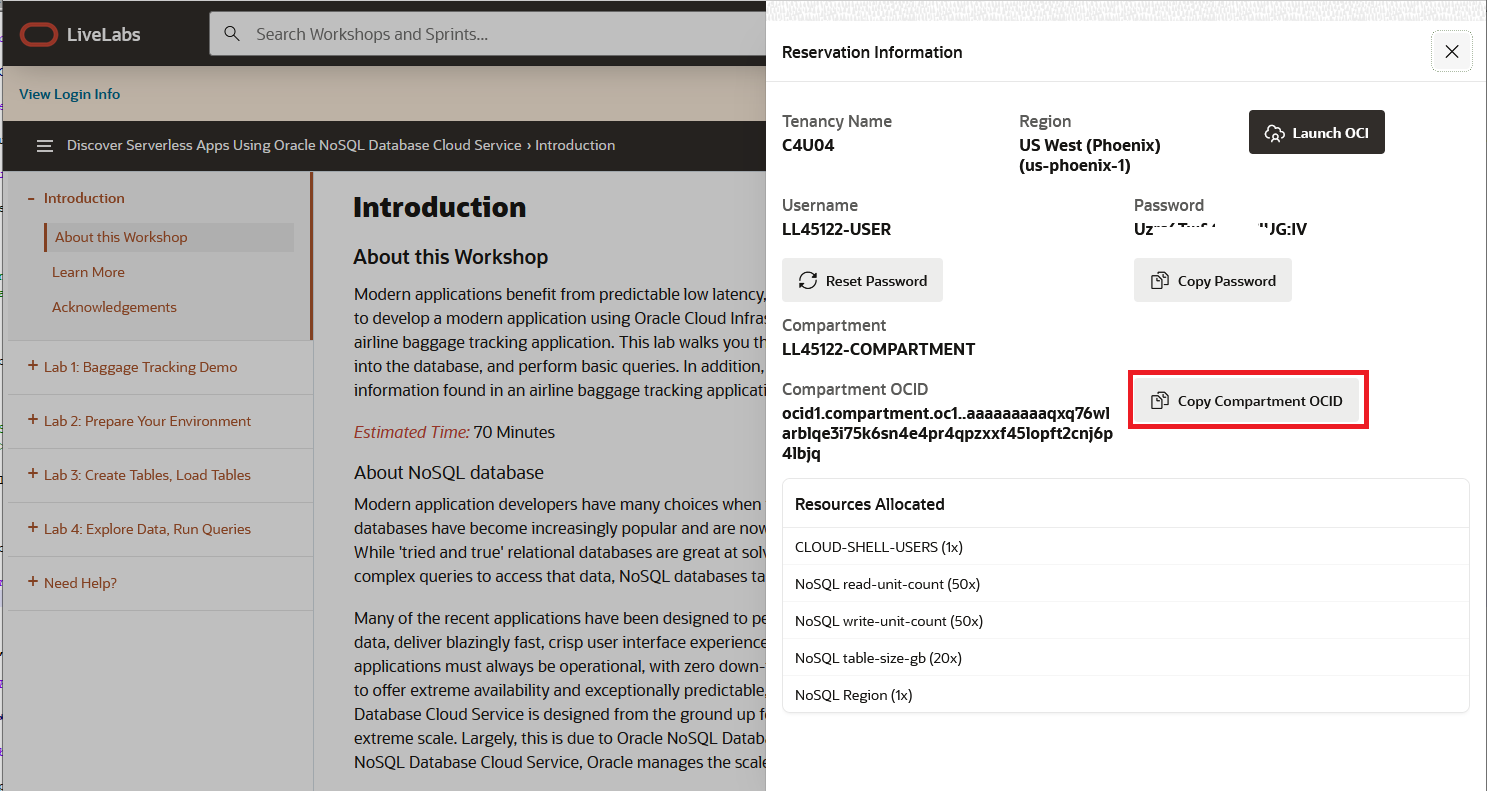 LiveLabs
Search Workshops and Sprints...
View Login Info
Discover Serverless Apps Using Oracle NoSQL Database Cloud Service › Introduction
− Introduction
About this Workshop
Learn More
Acknowledgements
+ Lab 1: Baggage Tracking Demo
+ Lab 2: Prepare Your Environment
+ Lab 3: Create Tables, Load Tables
+ Lab 4: Explore Data, Run Queries
+ Need Help?
Introduction
About this Workshop
Modern applications benefit from predictable low latency,
to develop a modern application using Oracle Cloud Infras
airline baggage tracking application. This lab walks you th
into the database, and perform basic queries. In addition,
information found in an airline baggage tracking applicati
Estimated Time: 70 Minutes
About NoSQL database
Modern application developers have many choices when
databases have become increasingly popular and are now
While 'tried and true' relational databases are great at solv
complex queries to access that data, NoSQL databases ta
Many of the recent applications have been designed to pe
data, deliver blazingly fast, crisp user interface experience
applications must always be operational, with zero down-
to offer extreme availability and exceptionally predictable,
Database Cloud Service is designed from the ground up f
extreme scale. Largely, this is due to Oracle NoSQL Datab
NoSQL Database Cloud Service, Oracle manages the scale
Reservation Information
Tenancy Name
C4U04
Region
US West (Phoenix)
(us-phoenix-1)
Launch OCI
Username
LL45122-USER
Password
Reset Password
Copy Password
Compartment
LL45122-COMPARTMENT
Compartment OCID
ocid1.compartment.oc1..aaaaaaaaaqxq76wl
arblqe3i75k6sn4e4pr4qpzxxf45lopft2cnj6p
4lbjq
Copy Compartment OCID
Resources Allocated
CLOUD-SHELL-USERS (1x)
NoSQL read-unit-count (50x)
NoSQL write-unit-count (50x)
NoSQL table-size-gb (20x)
NoSQL Region (1x)